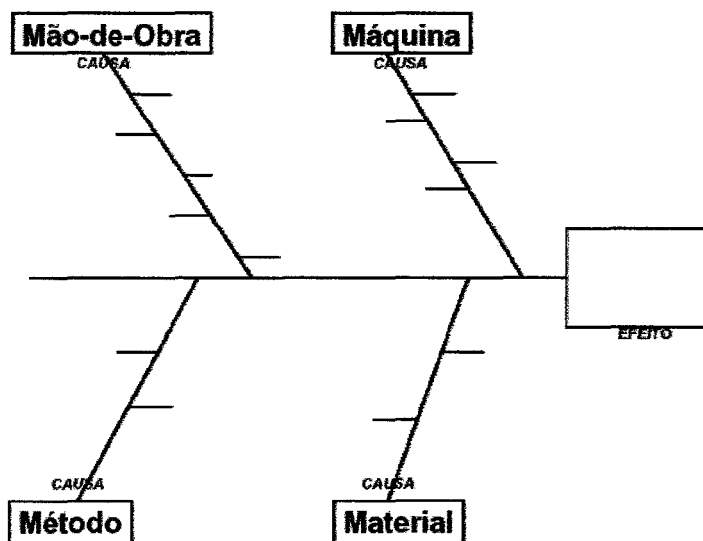 Mão-de-Obra
Máquina
CAUSA
CAUSA
EFEITO
CAUSA
CAUSA
Método
Material